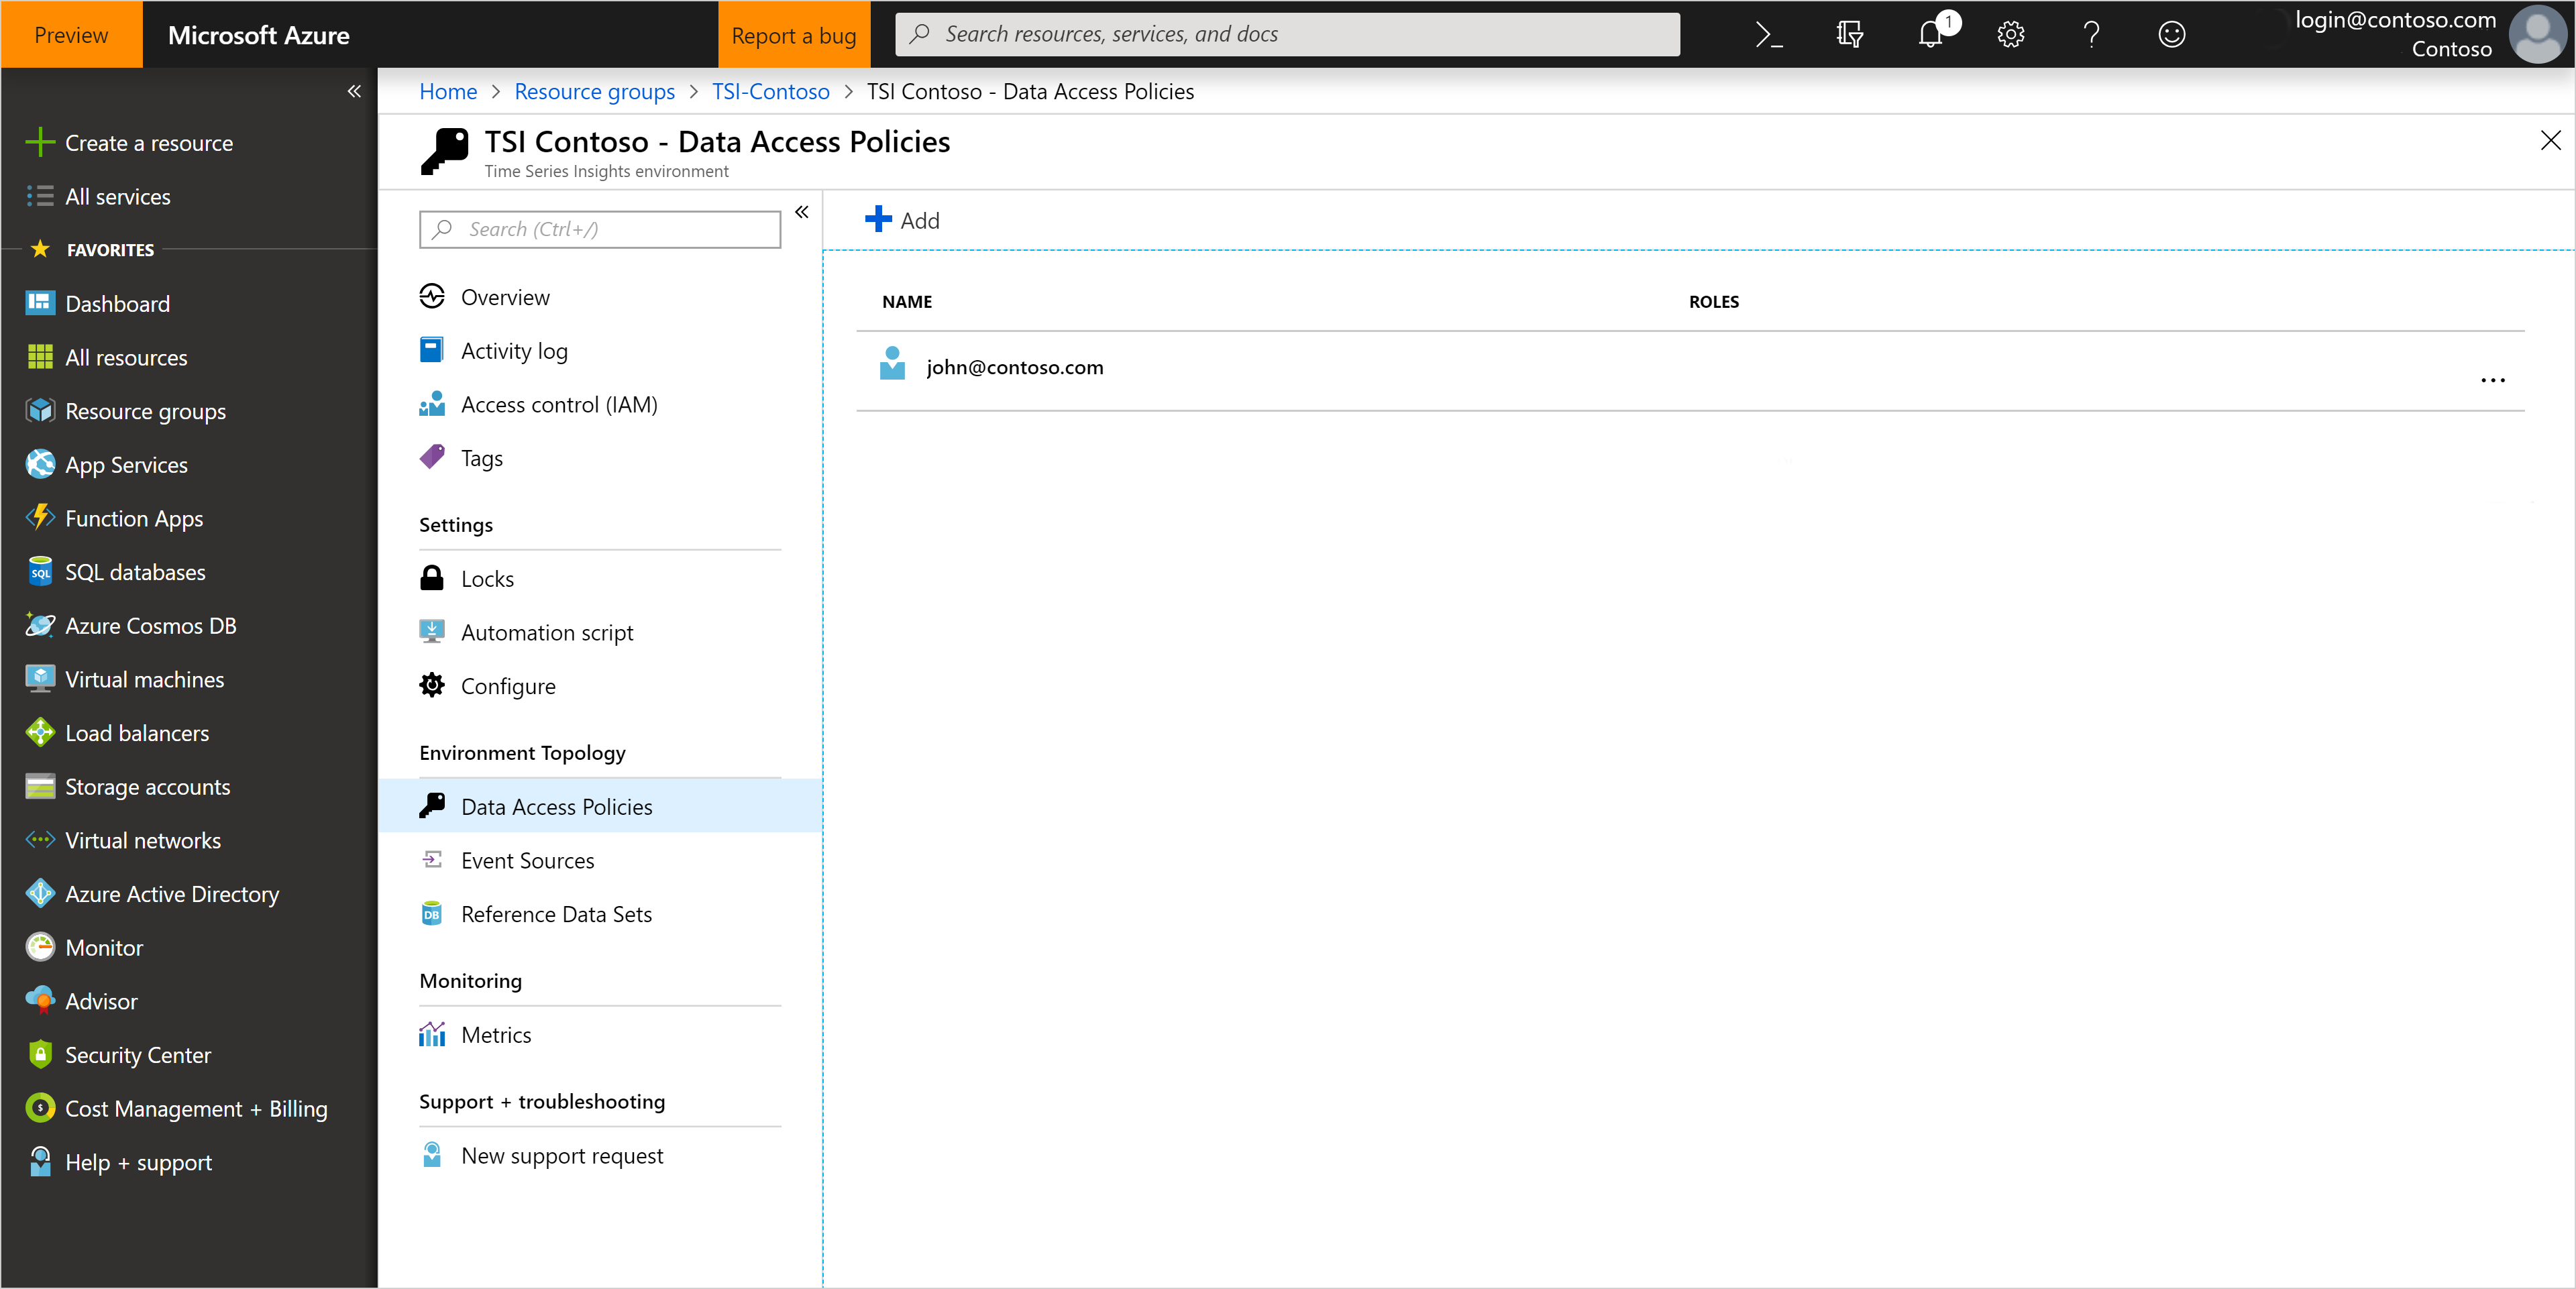 Preview
Microsoft Azure
Report a bug
Search resources, services, and docs
1
login@contoso.com
Contoso
Create a resource
All services
FAVORITES
Dashboard
All resources
Resource groups
App Services
Function Apps
SQL
SQL databases
Azure Cosmos DB
Virtual machines
Load balancers
Storage accounts
Virtual networks
Azure Active Directory
Monitor
Advisor
Security Center
Cost Management + Billing
Help + support
Home > Resource groups > TSI-Contoso > TSI Contoso - Data Access Policies
TSI Contoso - Data Access Policies
Time Series Insights environment
Search (Ctrl+/)
Overview
Activity log
Access control (IAM)
Tags
Settings
Locks
Automation script
Configure
Environment Topology
Data Access Policies
Event Sources
DB
Reference Data Sets
Monitoring
Metrics
Support + troubleshooting
New support request
Add
NAME ROLES
john@contoso.com